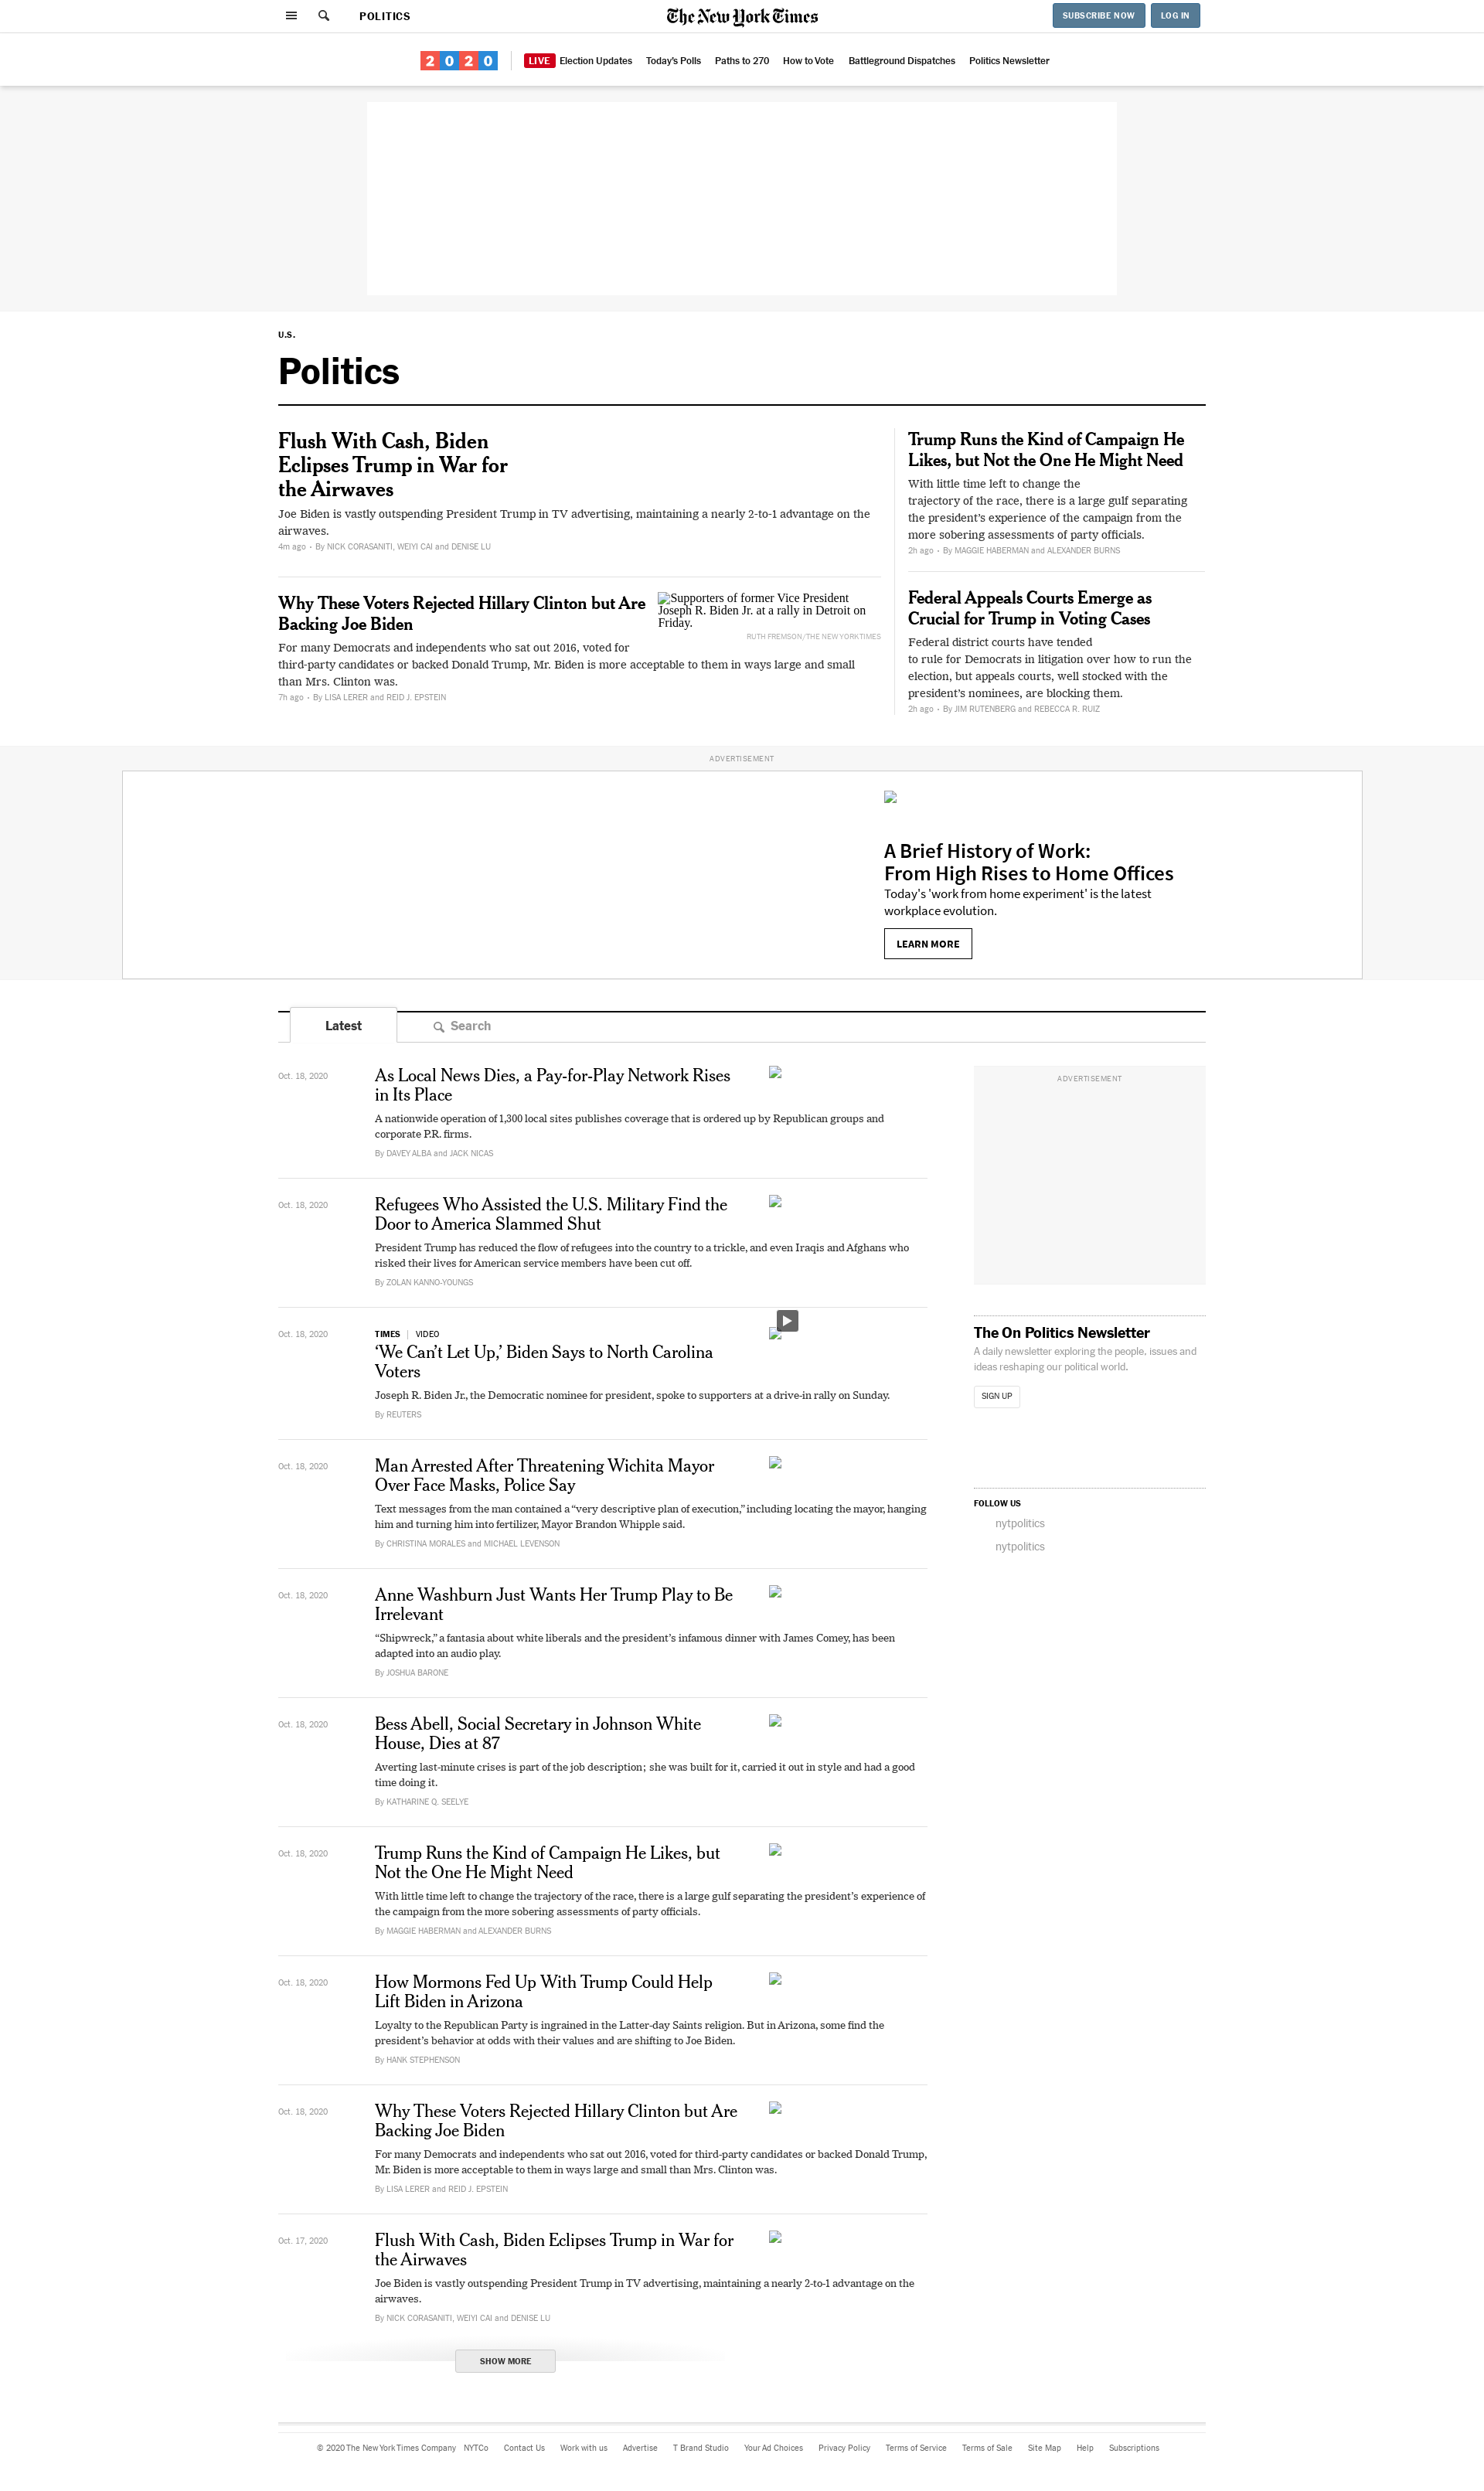 POLITICS
The New York Times
SUBSCRIBE NOW
LOG IN
2020
LIVE Election Updates
Today's Polls
Paths to 270
How to Vote
Battleground Dispatches
Politics Newsletter
U.S.
Politics
Flush With Cash, Biden
Eclipses Trump in War for
the Airwaves
Joe Biden is vastly outspending President Trump in TV advertising, maintaining a nearly 2-to-1 advantage on the
airwaves.
4m ago • By NICK CORASANITI, WEIYI CAI and DENISE LU
Why These Voters Rejected Hillary Clinton but Are
Backing Joe Biden
Supporters of former Vice President
Joseph R. Biden Jr. at a rally in Detroit on
Friday.
RUTH FREMSON/THE NEW YORK TIMES
For many Democrats and independents who sat out 2016, voted for
third-party candidates or backed Donald Trump, Mr. Biden is more acceptable to them in ways large and small
than Mrs. Clinton was.
7h ago • By LISA LERER and REID J. EPSTEIN
Trump Runs the Kind of Campaign He
Likes, but Not the One He Might Need
With little time left to change the
trajectory of the race, there is a large gulf separating
the president's experience of the campaign from the
more sobering assessments of party officials.
2h ago • By MAGGIE HABERMAN and ALEXANDER BURNS
Federal Appeals Courts Emerge as
Crucial for Trump in Voting Cases
Federal district courts have tended
to rule for Democrats in litigation over how to run the
election, but appeals courts, well stocked with the
president's nominees, are blocking them.
2h ago • By JIM RUTENBERG and REBECCA R. RUIZ
ADVERTISEMENT
A Brief History of Work:
From High Rises to Home Offices
Today's 'work from home experiment' is the latest
workplace evolution.
LEARN MORE
Latest
Search
Oct. 18, 2020
As Local News Dies, a Pay-for-Play Network Rises
in Its Place
A nationwide operation of 1,300 local sites publishes coverage that is ordered up by Republican groups and
corporate P.R. firms.
By DAVEY ALBA and JACK NICAS
Oct. 18, 2020
Refugees Who Assisted the U.S. Military Find the
Door to America Slammed Shut
President Trump has reduced the flow of refugees into the country to a trickle, and even Iraqis and Afghans who
risked their lives for American service members have been cut off.
By ZOLAN KANNO-YOUNGS
Oct. 18, 2020
TIMES VIDEO
‘We Can’t Let Up,’ Biden Says to North Carolina
Voters
Joseph R. Biden Jr., the Democratic nominee for president, spoke to supporters at a drive-in rally on Sunday.
By REUTERS
Oct. 18, 2020
Man Arrested After Threatening Wichita Mayor
Over Face Masks, Police Say
Text messages from the man contained a “very descriptive plan of execution,” including locating the mayor, hanging
him and turning him into fertilizer, Mayor Brandon Whipple said.
By CHRISTINA MORALES and MICHAEL LEVENSON
Oct. 18, 2020
Anne Washburn Just Wants Her Trump Play to Be
Irrelevant
“Shipwreck,” a fantasia about white liberals and the president’s infamous dinner with James Comey, has been
adapted into an audio play.
By JOSHUA BARONE
Oct. 18, 2020
Bess Abell, Social Secretary in Johnson White
House, Dies at 87
Averting last-minute crises is part of the job description; she was built for it, carried it out in style and had a good
time doing it.
By KATHARINE Q. SEELYE
Oct. 18, 2020
Trump Runs the Kind of Campaign He Likes, but
Not the One He Might Need
With little time left to change the trajectory of the race, there is a large gulf separating the president’s experience of
the campaign from the more sobering assessments of party officials.
By MAGGIE HABERMAN and ALEXANDER BURNS
Oct. 18, 2020
How Mormons Fed Up With Trump Could Help
Lift Biden in Arizona
Loyalty to the Republican Party is ingrained in the Latter-day Saints religion. But in Arizona, some find the
president’s behavior at odds with their values and are shifting to Joe Biden.
By HANK STEPHENSON
Oct. 18, 2020
Why These Voters Rejected Hillary Clinton but Are
Backing Joe Biden
For many Democrats and independents who sat out 2016, voted for third-party candidates or backed Donald Trump,
Mr. Biden is more acceptable to them in ways large and small than Mrs. Clinton was.
By LISA LERER and REID J. EPSTEIN
Oct. 17, 2020
Flush With Cash, Biden Eclipses Trump in War for
the Airwaves
Joe Biden is vastly outspending President Trump in TV advertising, maintaining a nearly 2-to-1 advantage on the
airwaves.
By NICK CORASANITI, WEIYI CAI and DENISE LU
SHOW MORE
ADVERTISEMENT
The On Politics Newsletter
A daily newsletter exploring the people, issues and
ideas reshaping our political world.
SIGN UP
FOLLOW US
nytpolitics
nytpolitics
© 2020 The New York Times Company
NYTCo
Contact Us
Work with us
Advertise
T Brand Studio
Your Ad Choices
Privacy Policy
Terms of Service
Terms of Sale
Site Map
Help
Subscriptions